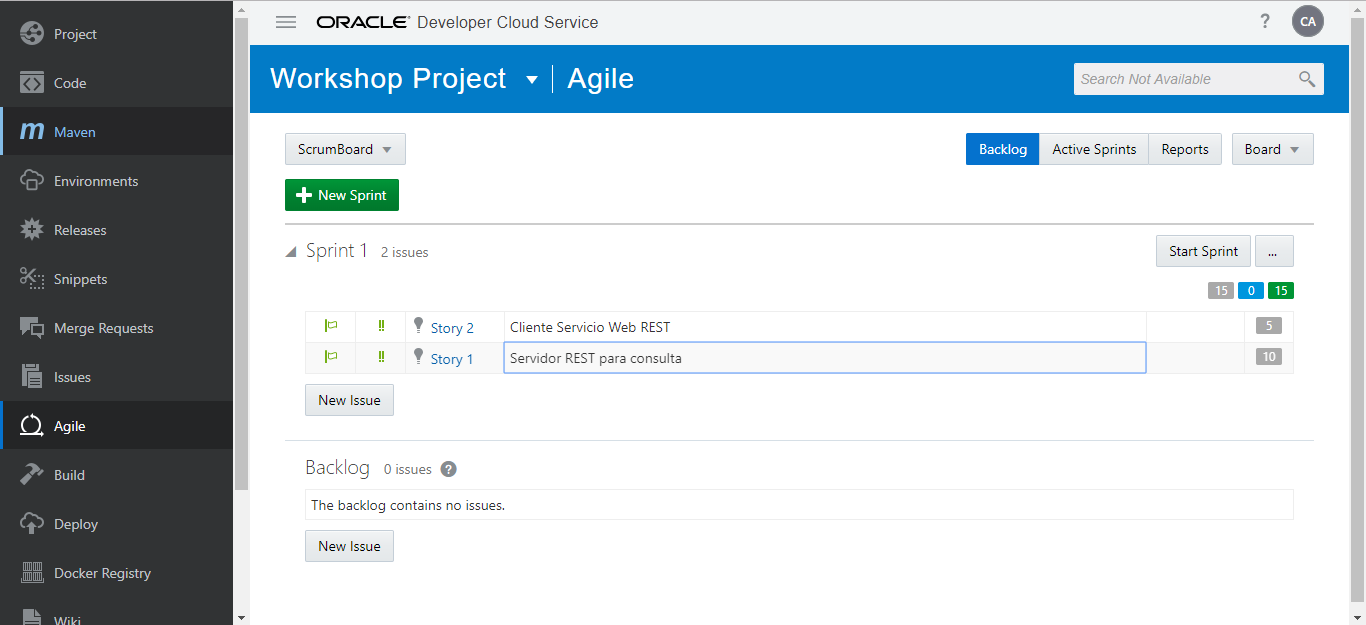 Project
Code
Maven
Environments
Releases
Snippets
Merge Requests
Issues
Agile
Build
Deploy
Docker Registry
Wiki
ORACLE® Developer Cloud Service
? CA
Workshop Project Agile
Search Not Available
ScrumBoard Backlog Active Sprints Reports Board
New Sprint
Sprint 1 2 issues Start Sprint ...
15 0 15
!! Story 2 Cliente Servicio Web REST 5
!! Story 1 Servidor REST para consulta 10
New Issue
Backlog 0 issues ?
The backlog contains no issues.
New Issue